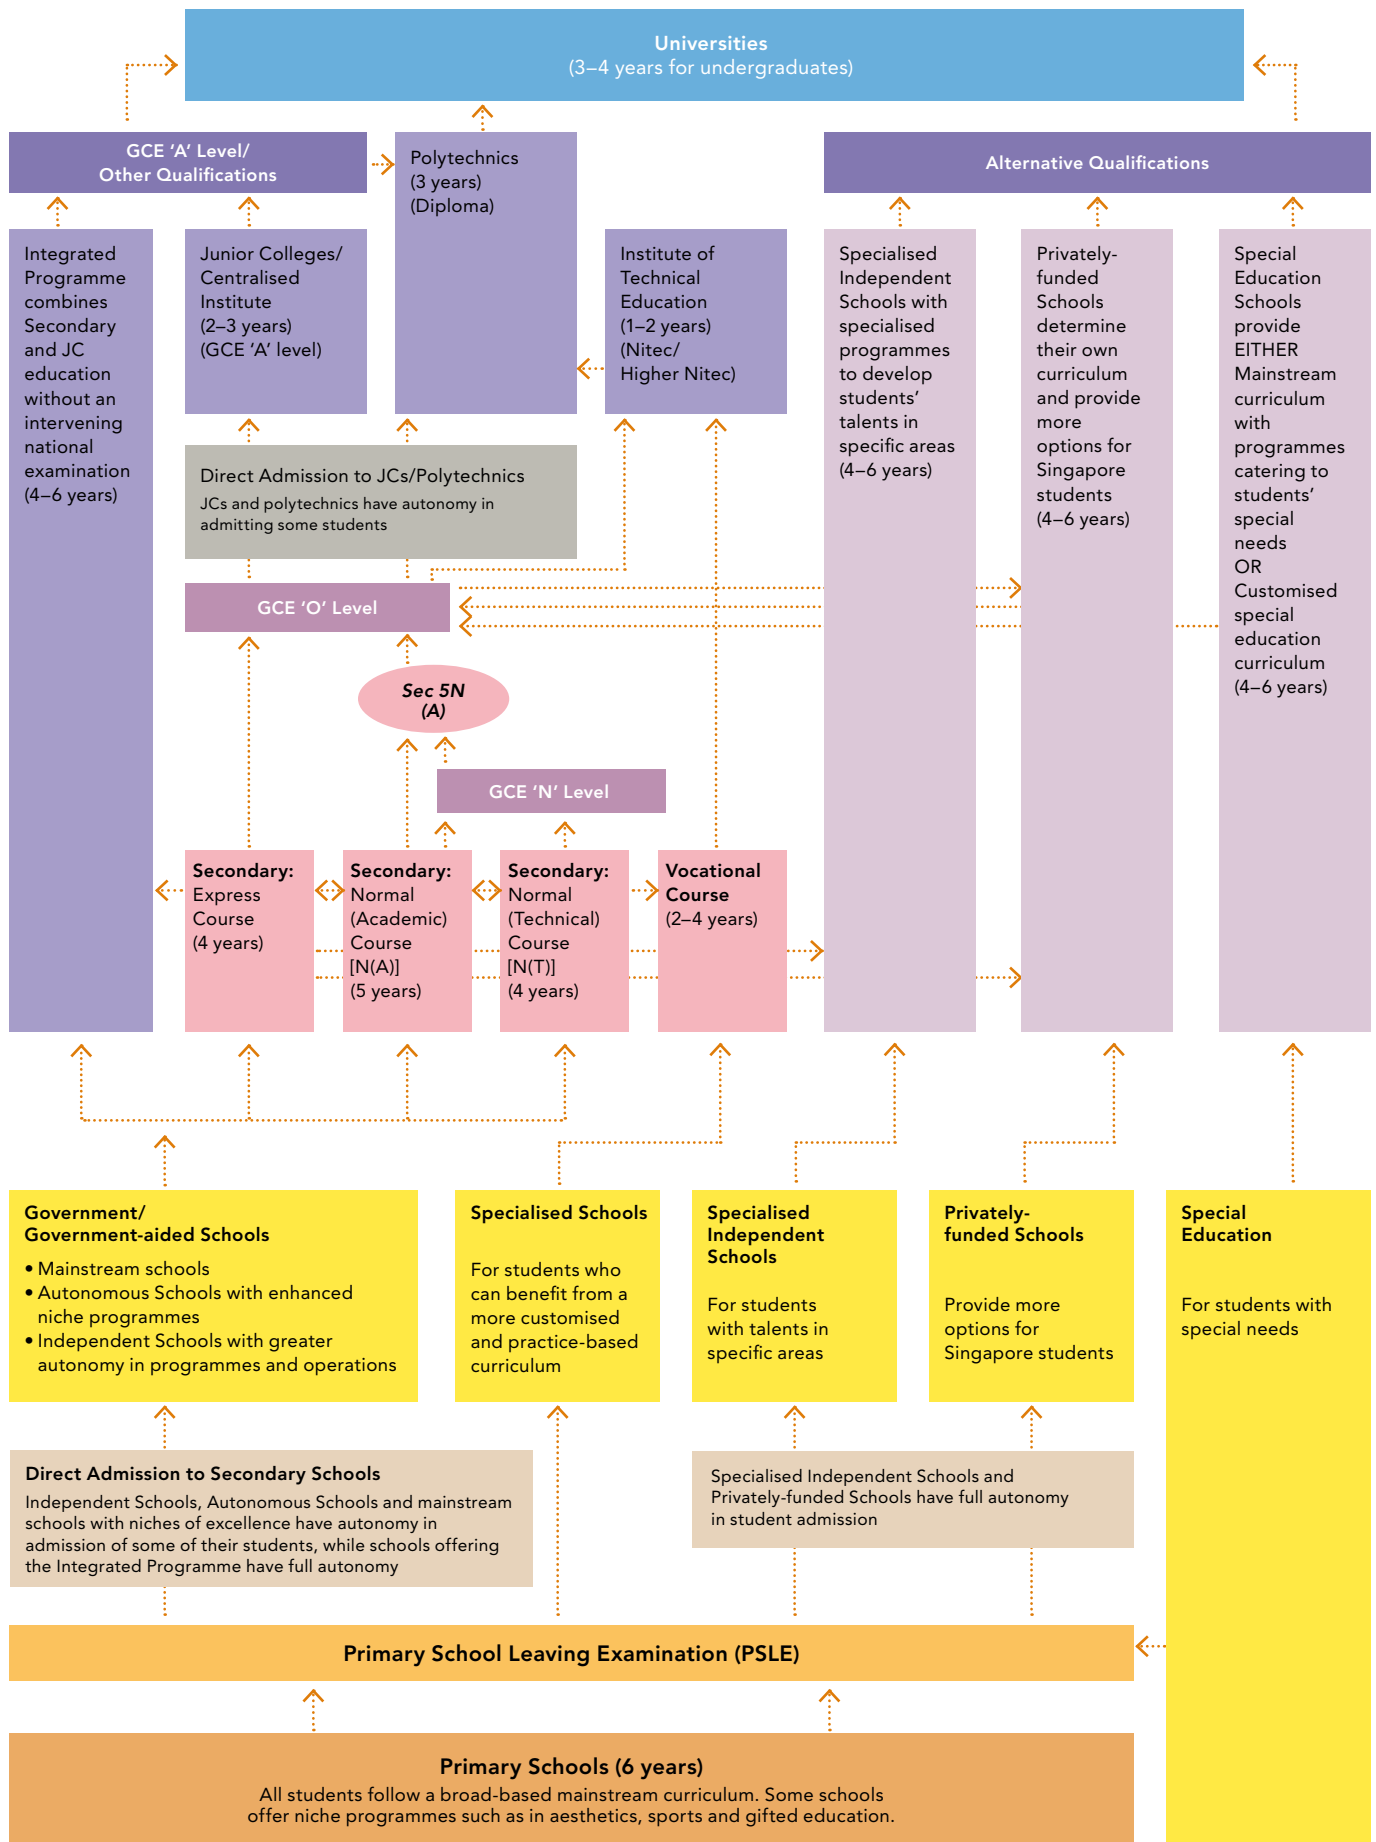 Universities
(3–4 years for undergraduates)
GCE ‘A’ Level/
Other Qualifications
Polytechnics
(3 years)
(Diploma)
Alternative Qualifications
Integrated
Programme
combines
Secondary
and JC
education
without an
intervening
national
examination
(4–6 years)
Junior Colleges/
Centralised
Institute
(2–3 years)
(GCE ‘A’ level)
Institute of
Technical
Education
(1–2 years)
(Nitec/
Higher Nitec)
Specialised
Independent
Schools with
specialised
programmes
to develop
students’
talents in
specific areas
(4–6 years)
Privately-
funded
Schools
determine
their own
curriculum
and provide
more
options for
Singapore
students
(4–6 years)
Special
Education
Schools
provide
EITHER
Mainstream
curriculum
with
programmes
catering to
students’
special
needs
OR
Customised
special
education
curriculum
(4–6 years)
Direct Admission to JCs/Polytechnics
JCs and polytechnics have autonomy in
admitting some students
GCE ‘O’ Level
Sec 5N
(A)
GCE ‘N’ Level
Secondary:
Express
Course
(4 years)
Secondary:
Normal
(Academic)
Course
[N(A)]
(5 years)
Secondary:
Normal
(Technical)
Course
[N(T)]
(4 years)
Vocational
Course
(2–4 years)
Government/
Government-aided Schools
• Mainstream schools
• Autonomous Schools with enhanced
niche programmes
• Independent Schools with greater
autonomy in programmes and operations
Specialised Schools
For students who
can benefit from a
more customised
and practice-based
curriculum
Specialised
Independent
Schools
For students
with talents in
specific areas
Privately-
funded Schools
Provide more
options for
Singapore students
Special
Education
For students with
special needs
Direct Admission to Secondary Schools
Independent Schools, Autonomous Schools and mainstream
schools with niches of excellence have autonomy in
admission of some of their students, while schools offering
the Integrated Programme have full autonomy
Specialised Independent Schools and
Privately-funded Schools have full autonomy
in student admission
Primary School Leaving Examination (PSLE)
Primary Schools (6 years)
All students follow a broad-based mainstream curriculum. Some schools
offer niche programmes such as in aesthetics, sports and gifted education.